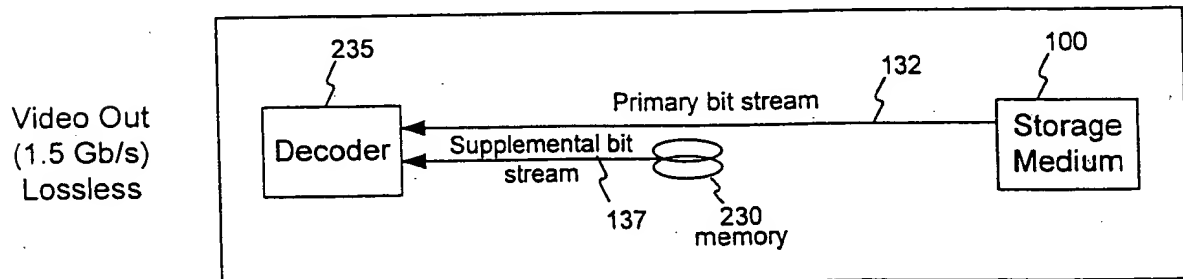 235
132
100
Video Out
(1.5 Gb/s)
Lossless
Decoder
Primary bit stream
Supplemental bit
stream
Storage
Medium
137
230
memory